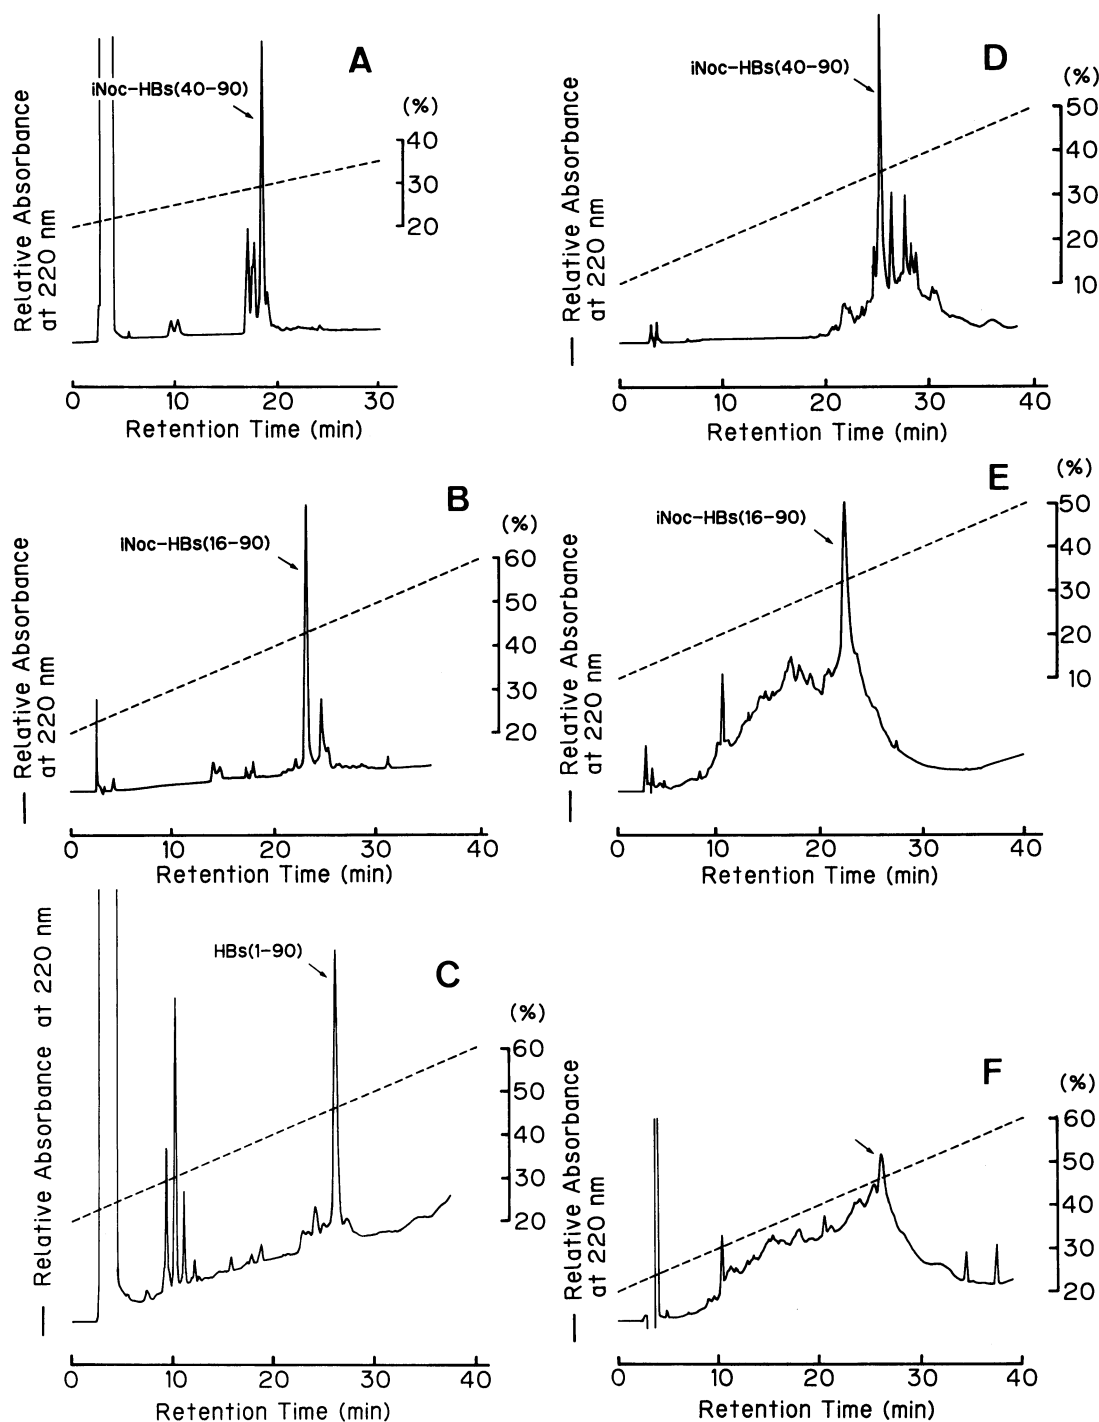 A
iNoc-HBs(40-90)
(%)
40
30
20
Relative Absorbance
at 220 nm
0 10 20 30
Retention Time (min)
D
iNoc-HBs(40-90)
(%)
50
40
30
20
10
— Relative Absorbance
at 220 nm
0 10 20 30 40
Retention Time (min)
B
iNoc-HBs(16-90)
(%)
60
50
40
30
20
— Relative Absorbance
at 220 nm
0 10 20 30 40
Retention Time (min)
E
iNoc-HBs(16-90)
(%)
50
40
30
20
10
— Relative Absorbance
at 220 nm
0 10 20 30 40
Retention Time (min)
C
HBs(1-90)
(%)
60
50
40
30
20
— Relative Absorbance at 220 nm
0 10 20 30 40
Retention Time (min)
F
(%)
60
50
40
30
20
— Relative Absorbance
at 220 nm
0 10 20 30 40
Retention Time (min)